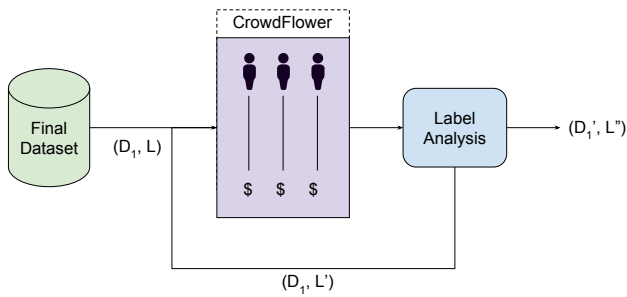 CrowdFlower
Final
Dataset
(D₁, L)
$ $ $
Label
Analysis
(D₁’, L”)
(D₁, L’)